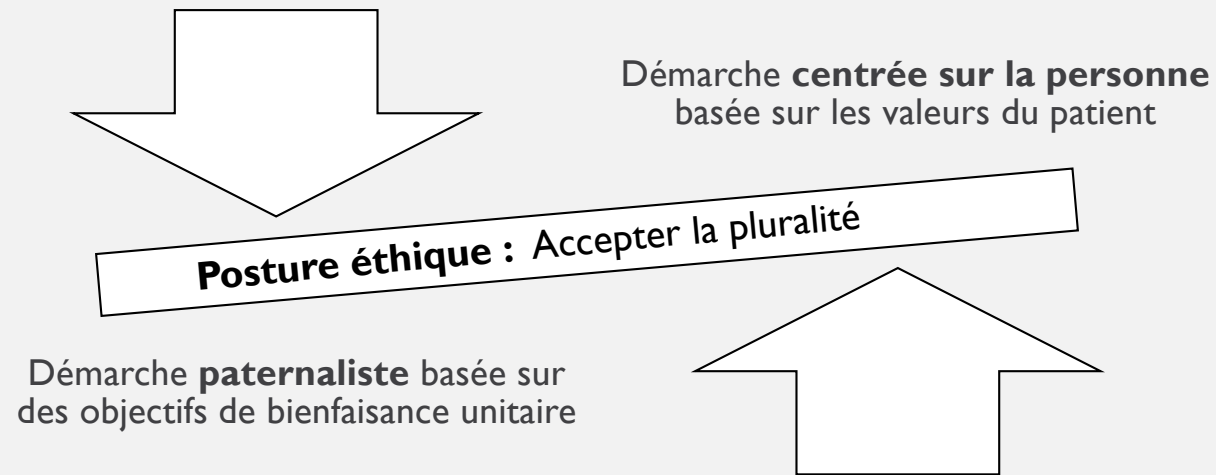 Démarche centrée sur la personne
basée sur les valeurs du patient
Posture éthique : Accepter la pluralité
Démarche paternaliste basée sur
des objectifs de bienfaisance unitaire